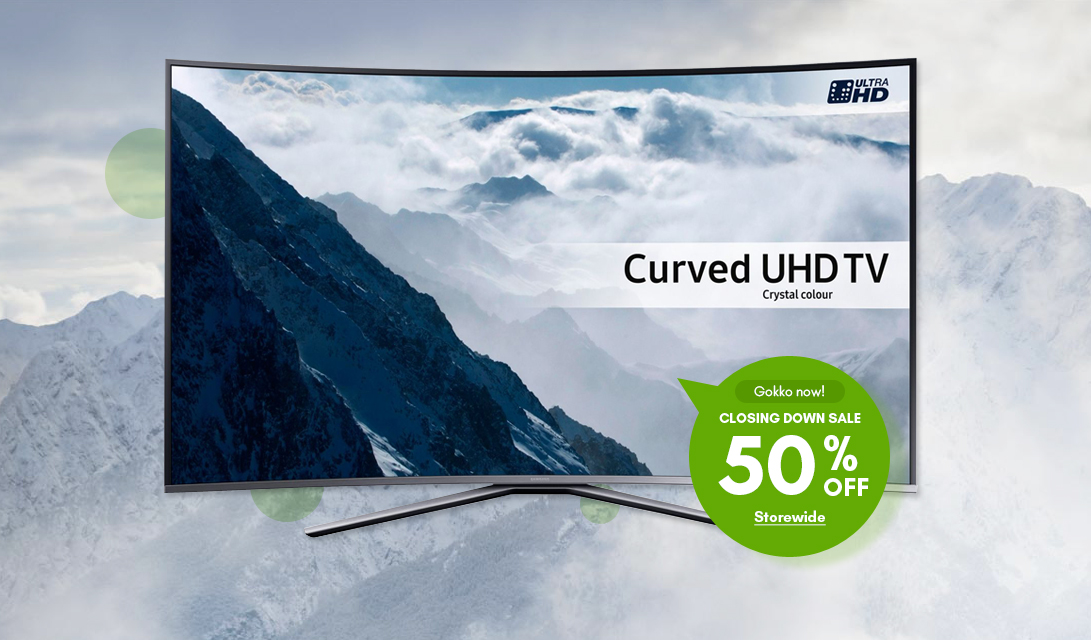 ULTRA
HD
Curved UHD TV
Crystal colour
Gokko now!
CLOSING DOWN SALE
50%
OFF
Storewide